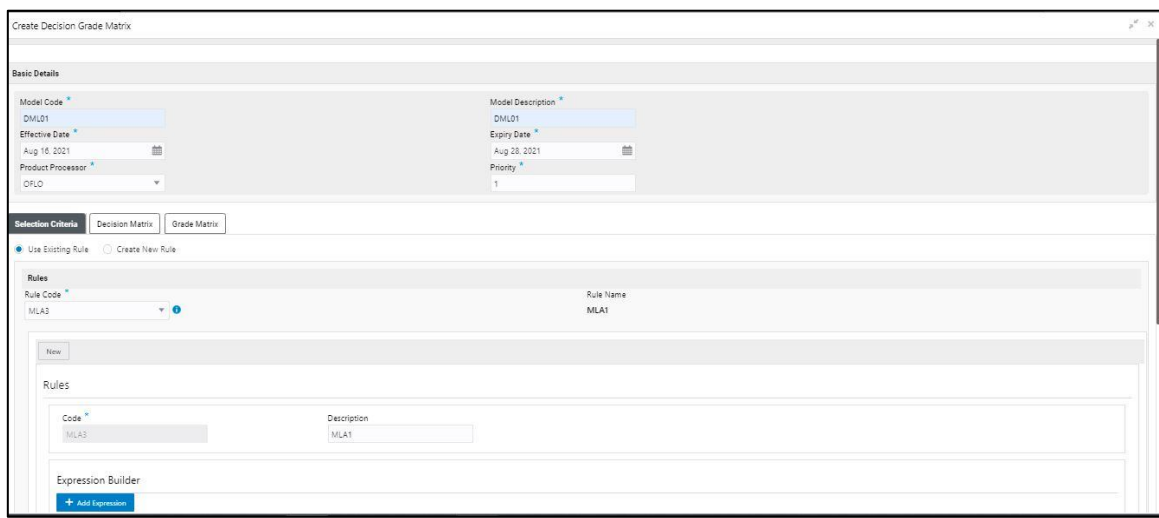 Create Decision Grade Matrix
Basic Details
Model Code * Model Description *
DML01 DML01
Effective Date * Expiry Date *
Aug 16, 2021 Aug 28, 2021
Product Processor * Priority *
OFLO 1
Selection Criteria Decision Matrix Grade Matrix
Use Existing Rule Create New Rule
Rules
Rule Code * Rule Name
MLA3 MLA1
New
Rules
Code * Description
MLA3 MLA1
Expression Builder
+ Add Expression